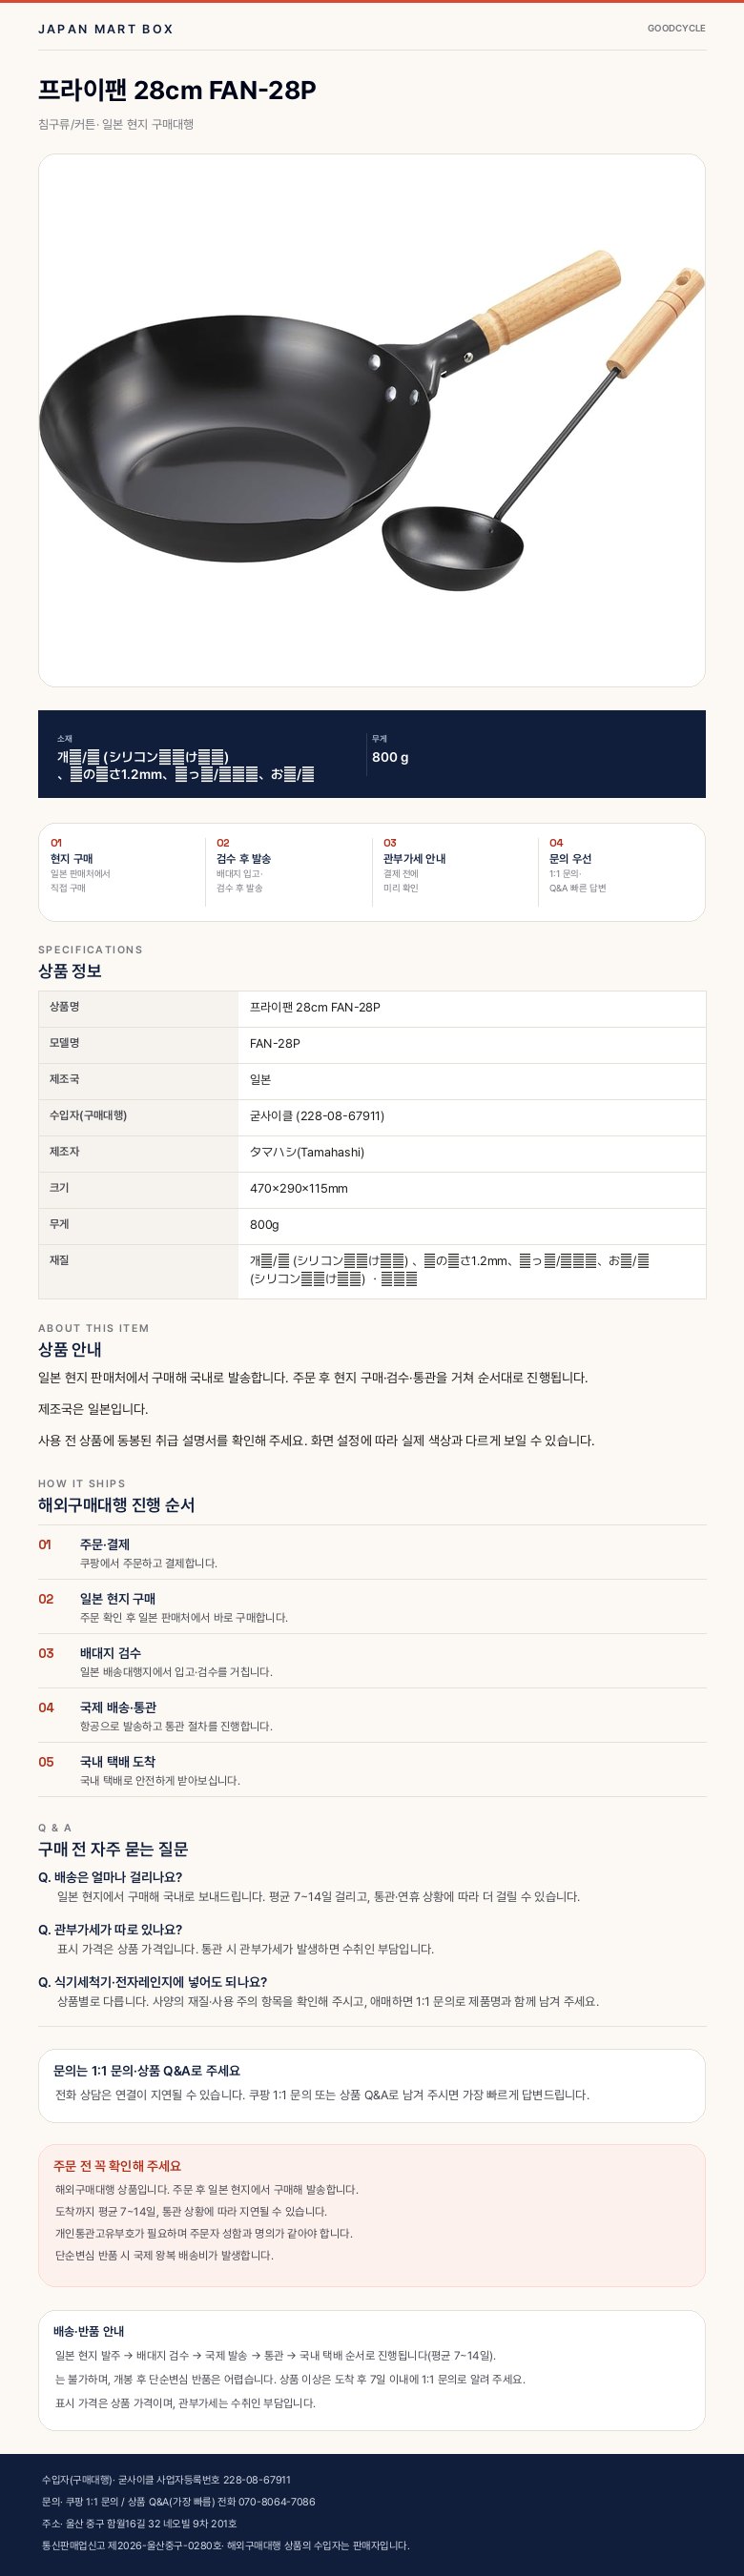 JAPAN MART BOX
GOODCYCLE
프라이팬 28cm FAN-28P
침구류/커튼· 일본 현지 구매대행
소재
개▒/▒ (シリコン▒▒け▒▒)
、▒の▒さ1.2mm、▒っ▒/▒▒▒、お▒/▒
무게
800 g
01
현지 구매
일본 판매처에서
직접 구매
02
검수 후 발송
배대지 입고·
검수 후 발송
03
관부가세 안내
결제 전에
미리 확인
04
문의 우선
1:1 문의·
Q&A 빠른 답변
SPECIFICATIONS
상품 정보
상품명 프라이팬 28cm FAN-28P
모델명 FAN-28P
제조국 일본
수입자(구매대행) 굳사이클 (228-08-67911)
제조자 タマハシ(Tamahashi)
크기 470×290×115mm
무게 800g
재질 개▒/▒ (シリコン▒▒け▒▒) 、▒の▒さ1.2mm、▒っ▒/▒▒▒、お▒/▒
(シリコン▒▒け▒▒) ・▒▒▒
ABOUT THIS ITEM
상품 안내
일본 현지 판매처에서 구매해 국내로 발송합니다. 주문 후 현지 구매·검수·통관을 거쳐 순서대로 진행됩니다.
제조국은 일본입니다.
사용 전 상품에 동봉된 취급 설명서를 확인해 주세요. 화면 설정에 따라 실제 색상과 다르게 보일 수 있습니다.
HOW IT SHIPS
해외구매대행 진행 순서
01 주문·결제
쿠팡에서 주문하고 결제합니다.
02 일본 현지 구매
주문 확인 후 일본 판매처에서 바로 구매합니다.
03 배대지 검수
일본 배송대행지에서 입고·검수를 거칩니다.
04 국제 배송·통관
항공으로 발송하고 통관 절차를 진행합니다.
05 국내 택배 도착
국내 택배로 안전하게 받아보십니다.
Q & A
구매 전 자주 묻는 질문
Q. 배송은 얼마나 걸리나요?
일본 현지에서 구매해 국내로 보내드립니다. 평균 7~14일 걸리고, 통관·연휴 상황에 따라 더 걸릴 수 있습니다.
Q. 관부가세가 따로 있나요?
표시 가격은 상품 가격입니다. 통관 시 관부가세가 발생하면 수취인 부담입니다.
Q. 식기세척기·전자레인지에 넣어도 되나요?
상품별로 다릅니다. 사양의 재질·사용 주의 항목을 확인해 주시고, 애매하면 1:1 문의로 제품명과 함께 남겨 주세요.
문의는 1:1 문의·상품 Q&A로 주세요
전화 상담은 연결이 지연될 수 있습니다. 쿠팡 1:1 문의 또는 상품 Q&A로 남겨 주시면 가장 빠르게 답변드립니다.
주문 전 꼭 확인해 주세요
해외구매대행 상품입니다. 주문 후 일본 현지에서 구매해 발송합니다.
도착까지 평균 7~14일, 통관 상황에 따라 지연될 수 있습니다.
개인통관고유부호가 필요하며 주문자 성함과 명의가 같아야 합니다.
단순변심 반품 시 국제 왕복 배송비가 발생합니다.
배송·반품 안내
일본 현지 발주 → 배대지 검수 → 국제 발송 → 통관 → 국내 택배 순서로 진행됩니다(평균 7~14일).
는 불가하며, 개봉 후 단순변심 반품은 어렵습니다. 상품 이상은 도착 후 7일 이내에 1:1 문의로 알려 주세요.
표시 가격은 상품 가격이며, 관부가세는 수취인 부담입니다.
수입자(구매대행)· 굳사이클 사업자등록번호 228-08-67911
문의· 쿠팡 1:1 문의 / 상품 Q&A(가장 빠름) 전화 070-8064-7086
주소· 울산 중구 함월16길 32 네오빌 9차 201호
통신판매업신고 제2026-울산중구-0280호· 해외구매대행 상품의 수입자는 판매자입니다.